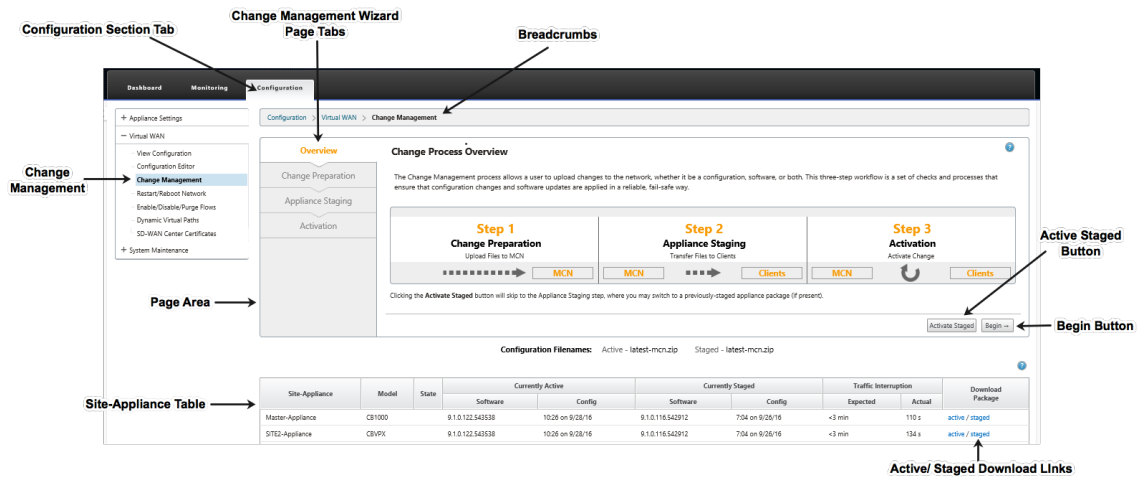 Change Management Wizard
Page Tabs
Configuration Section Tab
Breadcrumbs
Dashboard Monitoring Configuration
+ Appliance Settings
− Virtual WAN
View Configuration
Configuration Editor
Change Management
Restart/Reboot Network
Enable/Disable/Purge Flows
Dynamic Virtual Paths
SD-WAN Center Certificates
+ System Maintenance
Change
Management
Configuration > Virtual WAN > Change Management
Overview
Change Preparation
Appliance Staging
Activation
Page Area
Change Process Overview
?
The Change Management process allows a user to upload changes to the network, whether it be a configuration, software, or both. This three-step workflow is a set of checks and processes that
ensure that configuration changes and software updates are applied in a reliable, fail-safe way.
Step 1 Step 2 Step 3
Change Preparation Appliance Staging Activation
Upload Files to MCN Transfer Files to Clients Activate Change
MCN MCN Clients MCN Clients
Clicking the Activate Staged button will skip to the Appliance Staging step, where you may switch to a previously-staged appliance package (if present).
Activate Staged Begin →
Active Staged
Button
Begin Button
Configuration Filenames: Active - latest-mcn.zip Staged - latest-mcn.zip
?
Site-Appliance Table
Site-Appliance Model State Currently Active Currently Staged Traffic Interruption Download
Package
Software Config Software Config Expected Actual
Master-Appliance CB1000 9.1.0.122.543538 10:26 on 9/28/16 9.1.0.116.542912 7:04 on 9/26/16 <3 min 110 s active / staged
SITE2-Appliance CBVPX 9.1.0.122.543538 10:26 on 9/28/16 9.1.0.116.542912 7:04 on 9/26/16 <3 min 134 s active / staged
Active/ Staged Download LInks